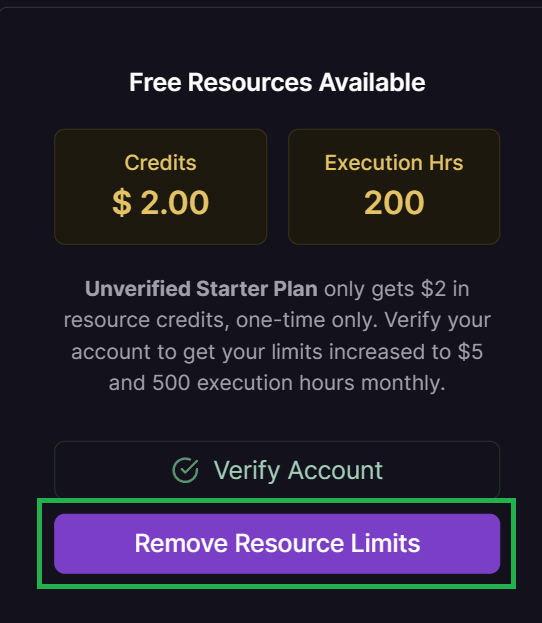 Free Resources Available
Credits
$ 2.00
Execution Hrs
200
Unverified Starter Plan only gets $2 in
resource credits, one-time only. Verify your
account to get your limits increased to $5
and 500 execution hours monthly.
Verify Account
Remove Resource Limits